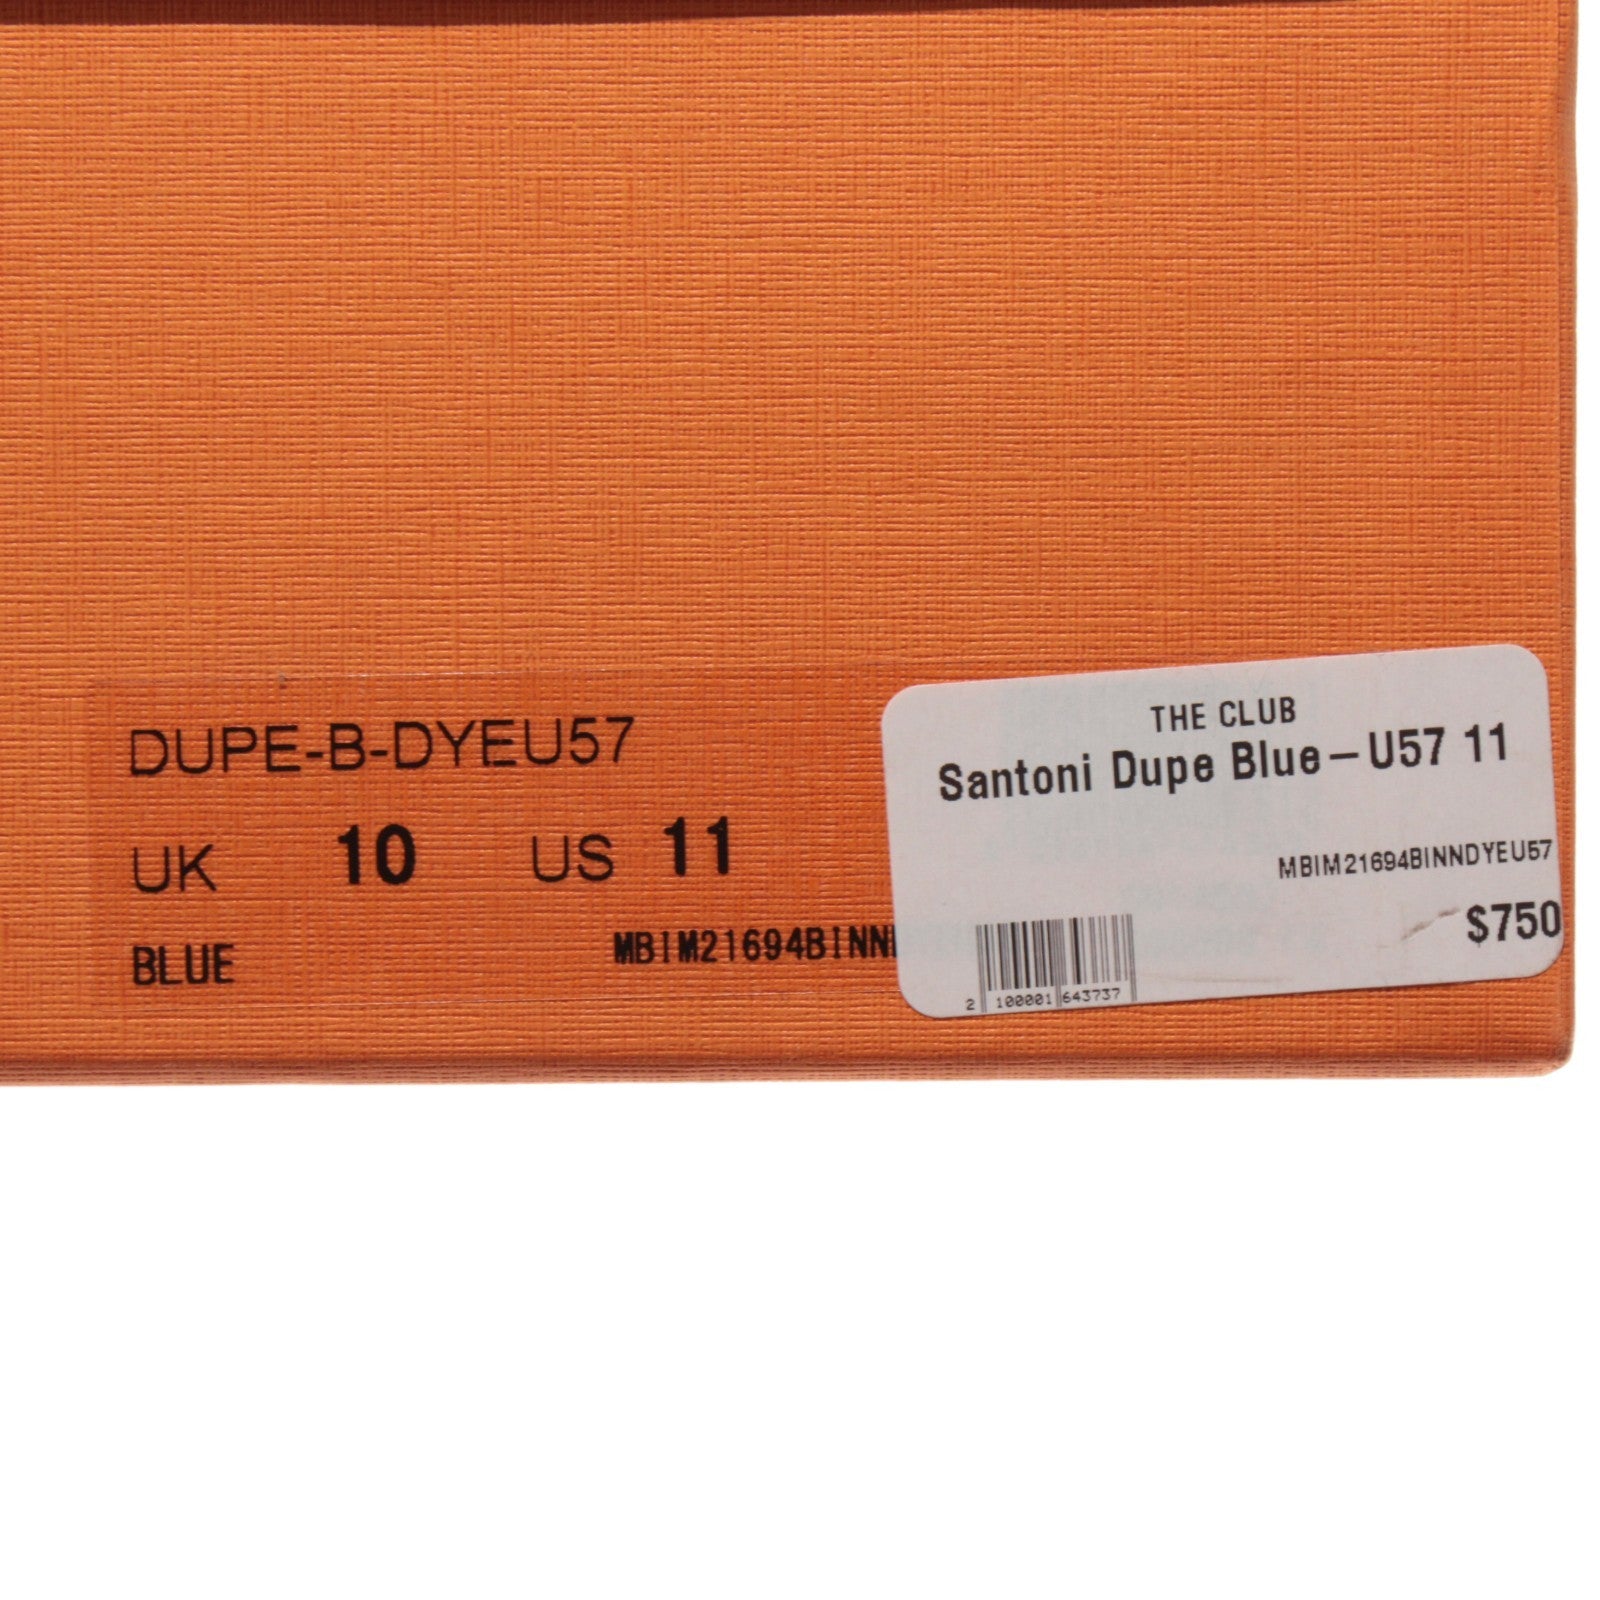 DUPE-B-DYEU57
UK 10 US 11
BLUE MBIM21694BINN
THE CLUB
Santoni Dupe Blue-U57 11
MBIM21694BINNDYEU57
$750
2 100001 643737